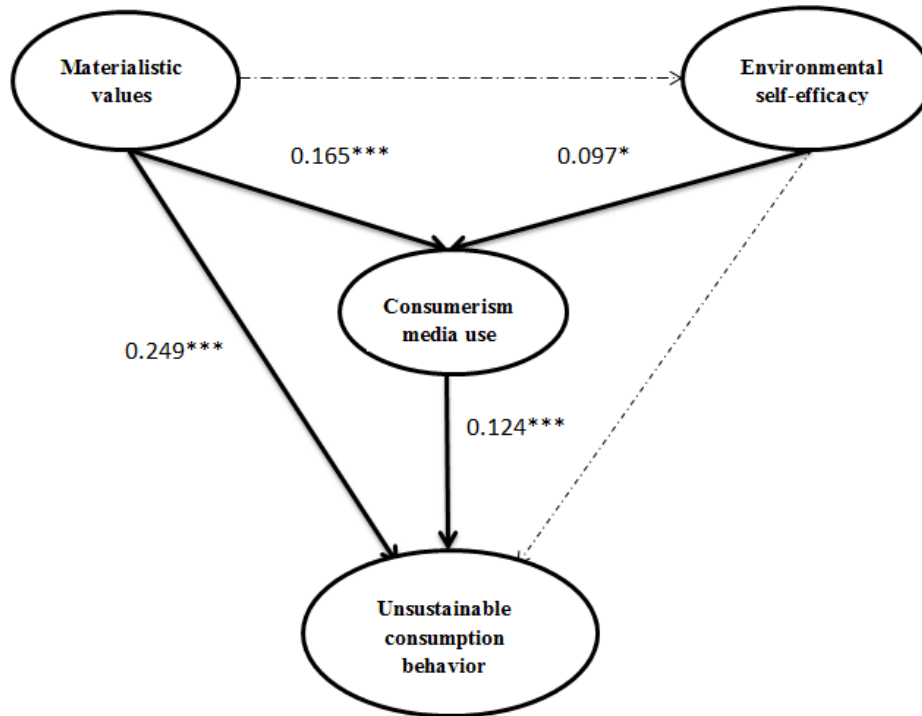 Materialistic
values
Environmental
self-efficacy
0.165***
0.097*
Consumerism
media use
0.249***
0.124***
Unsustainable
consumption
behavior